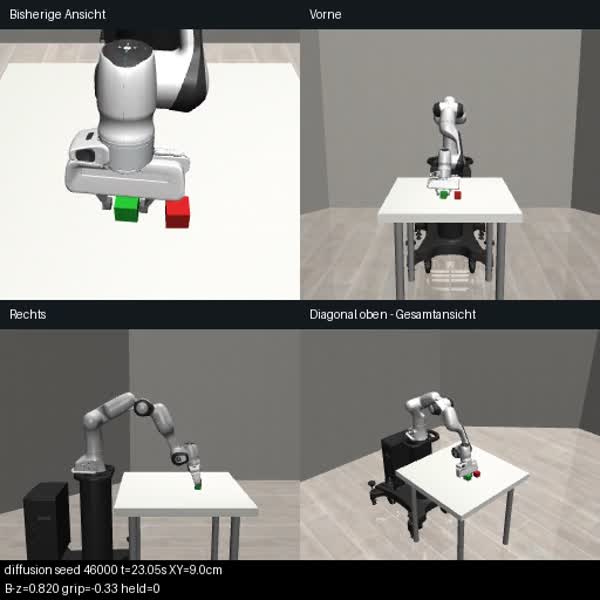 Bisherige Ansicht
Vorne
Rechts
Diagonal oben - Gesamtansicht
diffusion seed 46000 t=23.05s XY=9.0cm
B-z=0.820 grip=-0.33 held=0